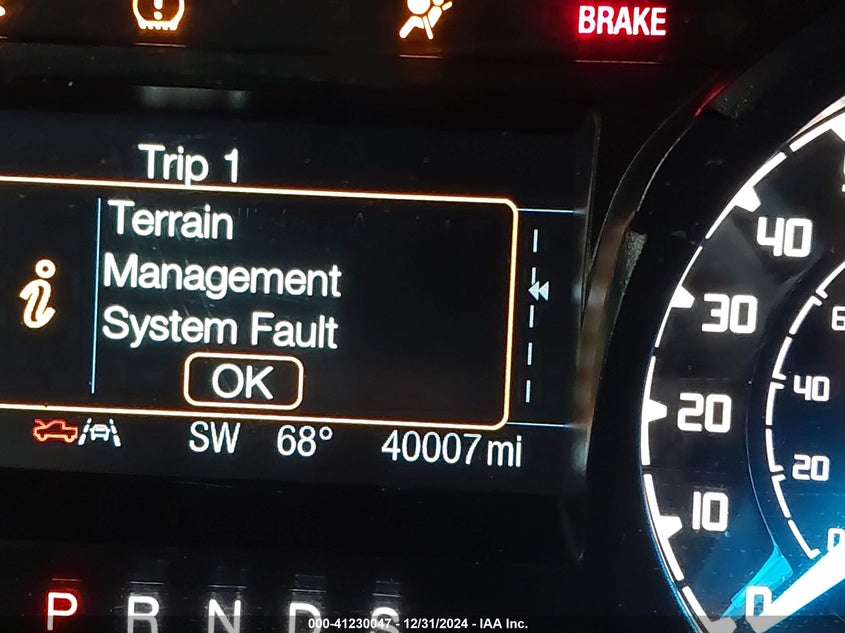 BRAKE
Trip 1
Terrain
Management
System Fault
OK
SW 68° 40007 mi
40
30
20
10
0
40
20
P R N D S
000-41230047 - 12/31/2024 - IAA Inc.